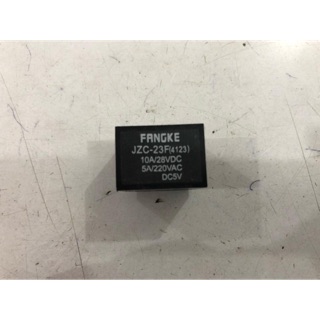 FANGKE
JZC-23F(4123)
10A/28VDC
5A/220VAC
DC5V